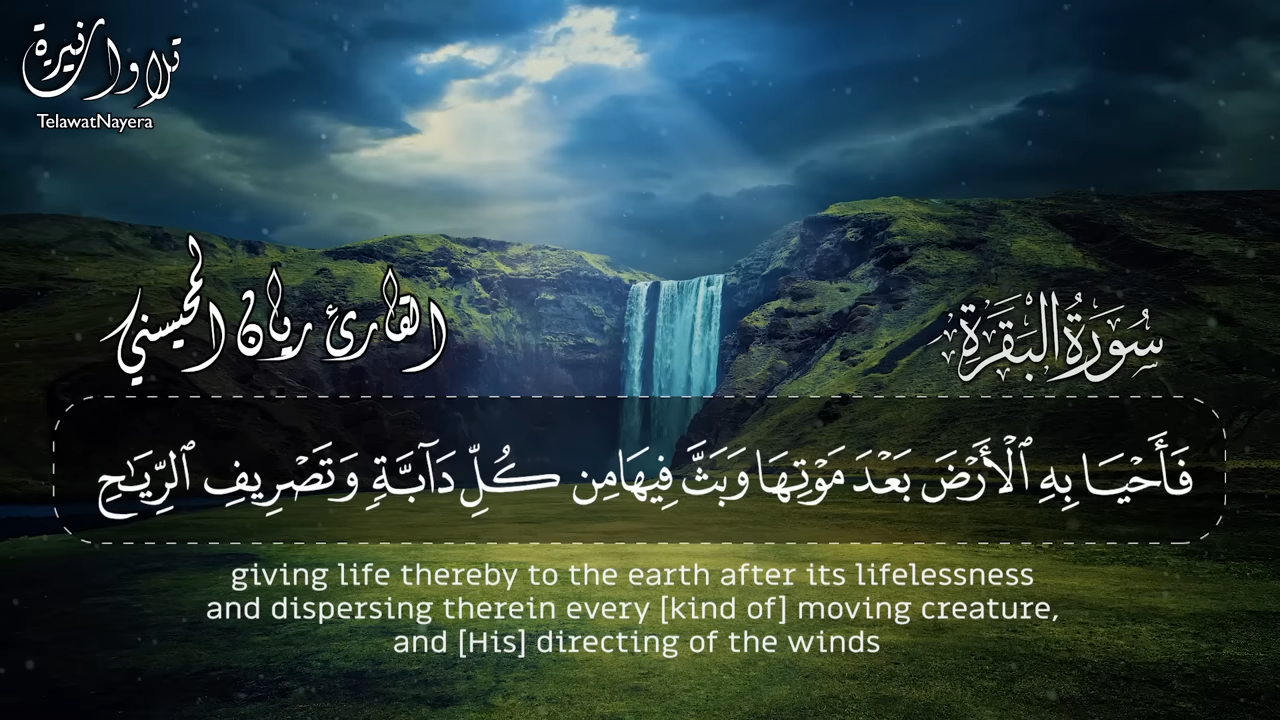 تلاوات نيرة
TelawatNayera
القارئ ريان المحيسني
سُورَةُ البَقَرَةِ
فَأَحْيَا بِهِ ٱلْأَرْضَ بَعْدَ مَوْتِهَا وَبَثَّ فِيهَا مِن كُلِّ دَآبَّةٍ وَتَصْرِيفِ ٱلرِّيَـٰحِ
giving life thereby to the earth after its lifelessness
and dispersing therein every [kind of] moving creature,
and [His] directing of the winds